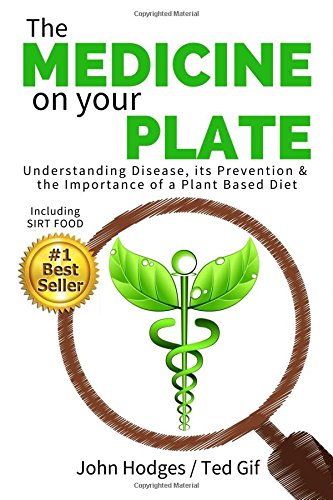 Copyrighted Material
The
MEDICINE
on your
PLATE
Understanding Disease, its Prevention &
the Importance of a Plant Based Diet
Including
SIRT FOOD
#1
Best
Seller
John Hodges / Ted Gif
Copyrighted Material